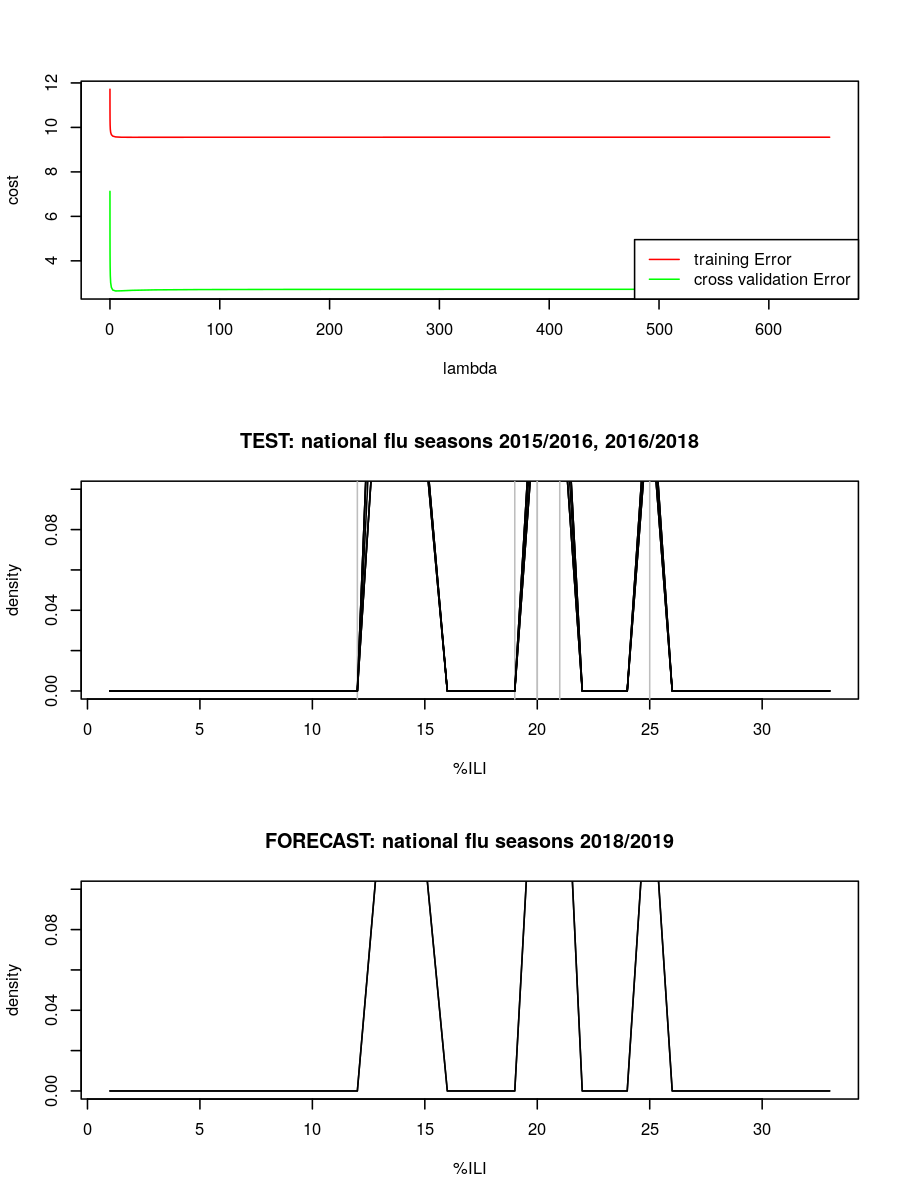 12
10
8
6
4
cost
training Error
cross validation Error
0 100 200 300 400 500 600
lambda
TEST: national flu seasons 2015/2016, 2016/2018
0.08
0.04
0.00
density
0 5 10 15 20 25 30
%ILI
FORECAST: national flu seasons 2018/2019
0.08
0.04
0.00
density
0 5 10 15 20 25 30
%ILI